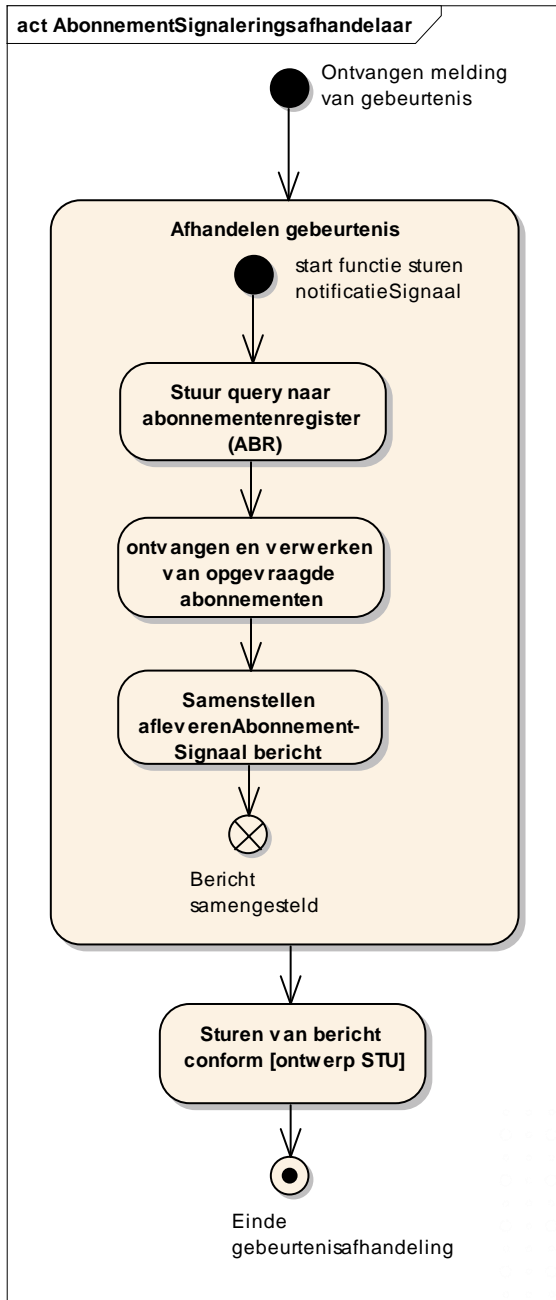 act AbonnementSignaleringsafhandelaar
Ontvangen melding
van gebeurtenis
Afhandelen gebeurtenis
start functie sturen
notificatieSignaal
Stuur query naar
abonnementenregister
(ABR)
ontvangen en verwerken
van opgevraagde
abonnementen
Samenstellen
afleverenAbonnement-
Signaal bericht
Bericht
samengesteld
Sturen van bericht
conform [ontwerp STU]
Einde
gebeurtenisafhandeling